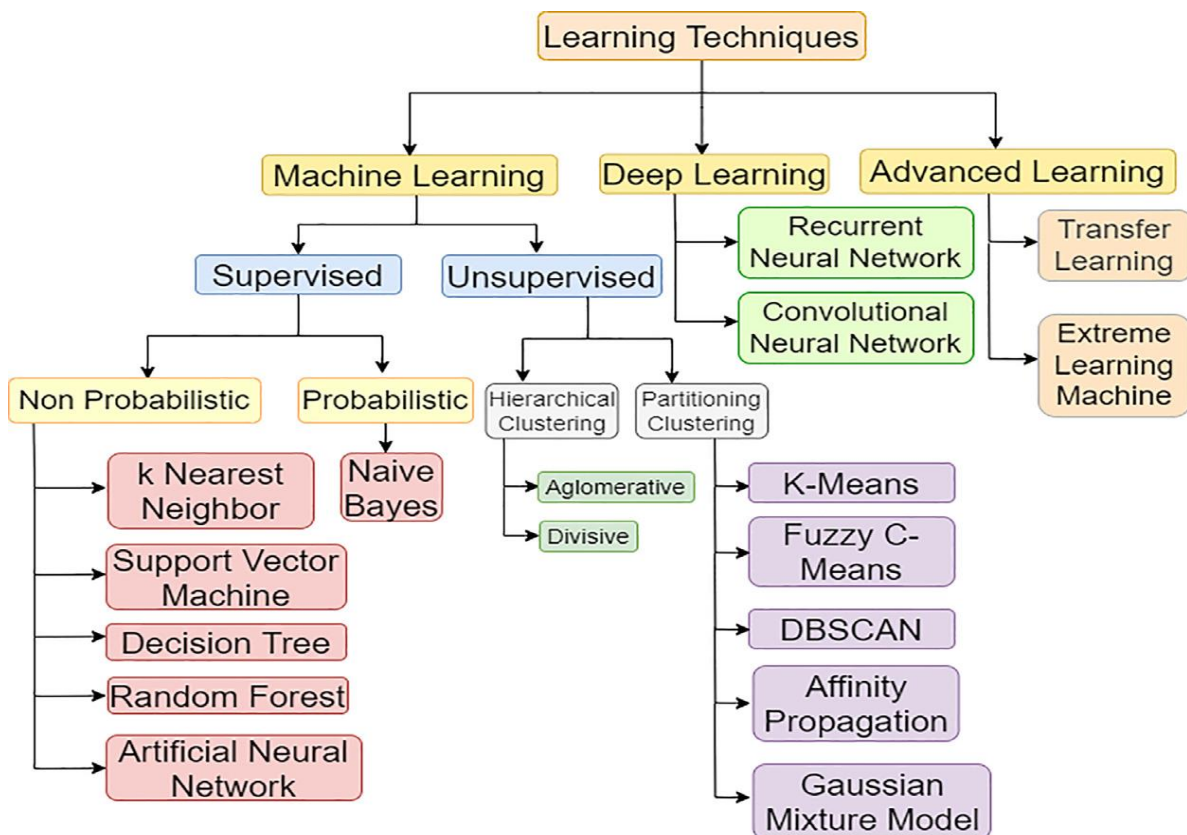 Learning Techniques
Machine Learning
Deep Learning
Advanced Learning
Recurrent
Neural Network
Convolutional
Neural Network
Transfer
Learning
Extreme
Learning
Machine
Supervised
Unsupervised
Non Probabilistic
Probabilistic
Hierarchical
Clustering
Partitioning
Clustering
k Nearest
Neighbor
Support Vector
Machine
Decision Tree
Random Forest
Artificial Neural
Network
Naive
Bayes
Aglomerative
Divisive
K-Means
Fuzzy C-
Means
DBSCAN
Affinity
Propagation
Gaussian
Mixture Model